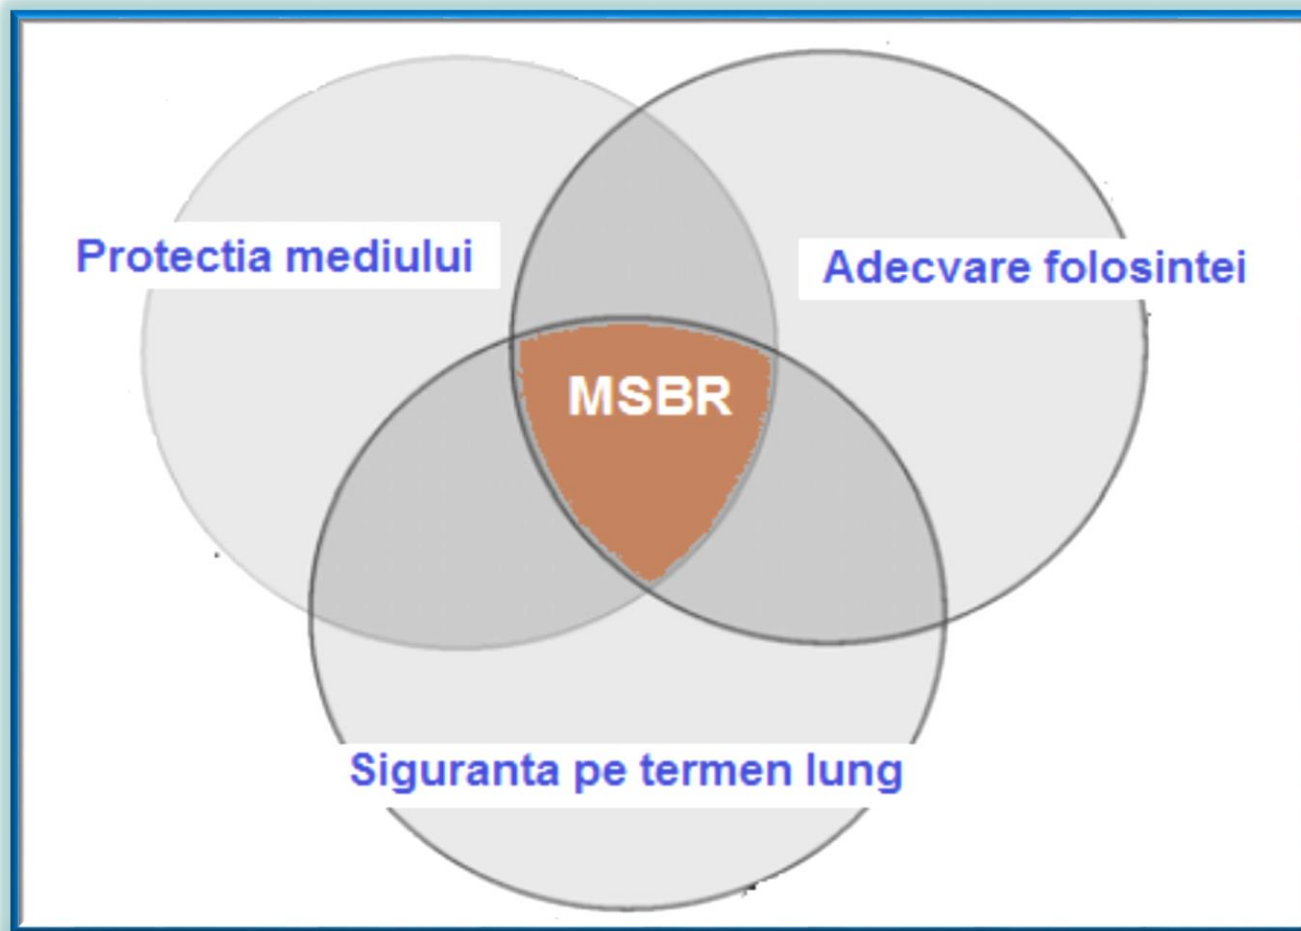 Protectia mediului
Adecvare folosintei
MSBR
Siguranta pe termen lung